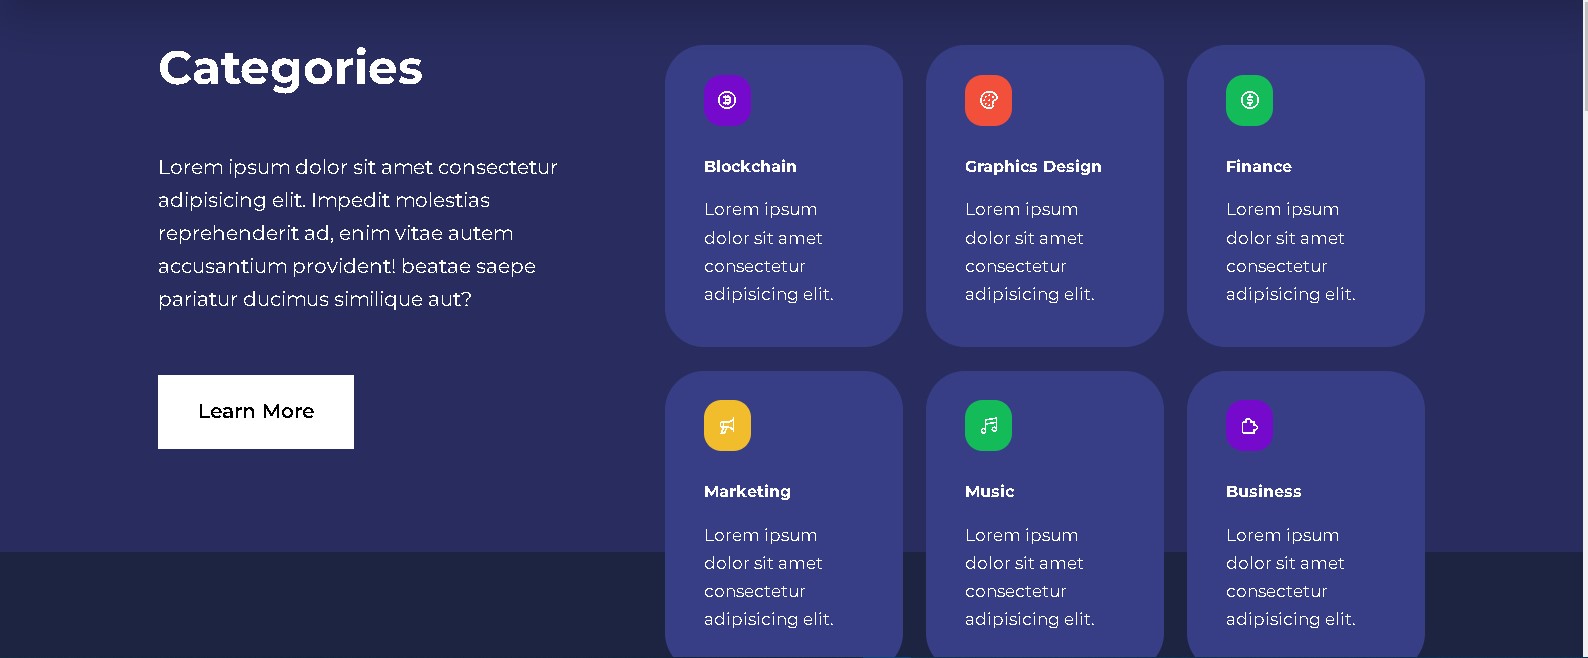 Categories
Lorem ipsum dolor sit amet consectetur
adipisicing elit. Impedit molestias
reprehenderit ad, enim vitae autem
accusantium provident! beatae saepe
pariatur ducimus similique aut?
Learn More
Blockchain
Lorem ipsum
dolor sit amet
consectetur
adipisicing elit.
Graphics Design
Lorem ipsum
dolor sit amet
consectetur
adipisicing elit.
Finance
Lorem ipsum
dolor sit amet
consectetur
adipisicing elit.
Marketing
Lorem ipsum
dolor sit amet
consectetur
adipisicing elit.
Music
Lorem ipsum
dolor sit amet
consectetur
adipisicing elit.
Business
Lorem ipsum
dolor sit amet
consectetur
adipisicing elit.